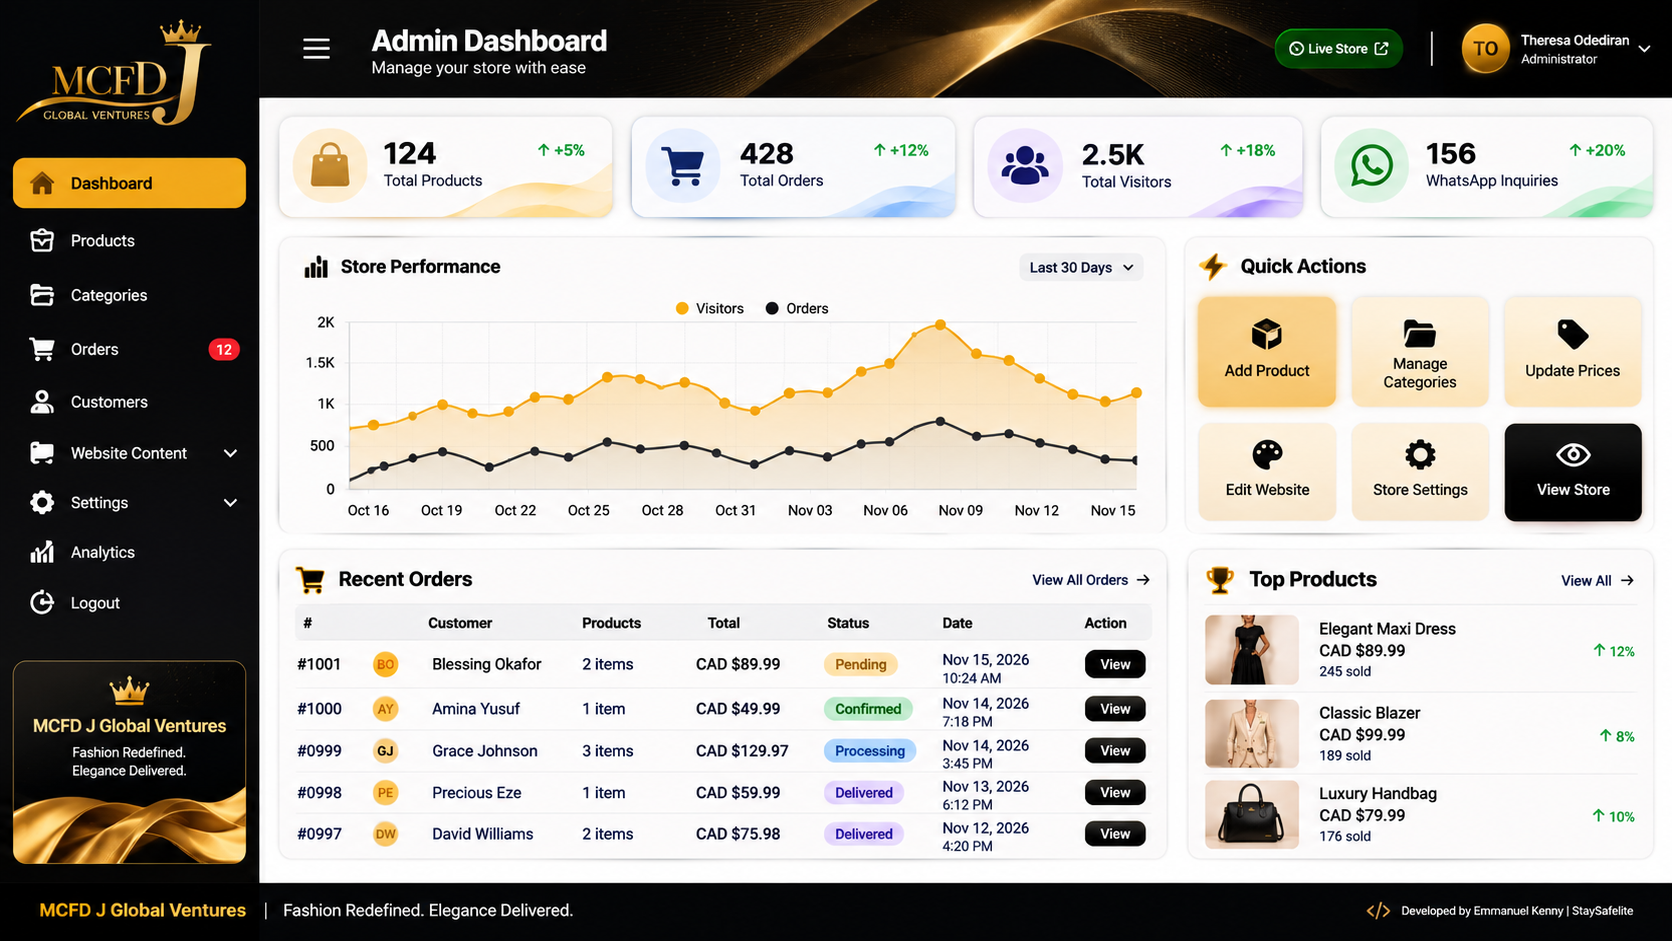 MCFD J
GLOBAL VENTURES
Dashboard
Products
Categories
Orders
12
Customers
Website Content
Settings
Analytics
Logout
MCFD J Global Ventures
Fashion Redefined.
Elegance Delivered.
Admin Dashboard
Manage your store with ease
Live Store
TO
Theresa Odediran
Administrator
124
Total Products
+5%
428
Total Orders
+12%
2.5K
Total Visitors
+18%
156
WhatsApp Inquiries
+20%
Store Performance
Last 30 Days
Visitors
Orders
2K
1.5K
1K
500
0
Oct 16 Oct 19 Oct 22 Oct 25 Oct 28 Oct 31 Nov 03 Nov 06 Nov 09 Nov 12 Nov 15
Quick Actions
Add Product
Manage
Categories
Update Prices
Edit Website
Store Settings
View Store
Recent Orders
View All Orders →
# Customer Products Total Status Date Action
#1001 BO Blessing Okafor 2 items CAD $89.99 Pending Nov 15, 2026 View
10:24 AM
#1000 AY Amina Yusuf 1 item CAD $49.99 Confirmed Nov 14, 2026 View
7:18 PM
#0999 GJ Grace Johnson 3 items CAD $129.97 Processing Nov 14, 2026 View
3:45 PM
#0998 PE Precious Eze 1 item CAD $59.99 Delivered Nov 13, 2026 View
6:12 PM
#0997 DW David Williams 2 items CAD $75.98 Delivered Nov 12, 2026 View
4:20 PM
Top Products
View All →
Elegant Maxi Dress
CAD $89.99
245 sold
12%
Classic Blazer
CAD $99.99
189 sold
8%
Luxury Handbag
CAD $79.99
176 sold
10%
MCFD J Global Ventures | Fashion Redefined. Elegance Delivered.
</> Developed by Emmanuel Kenny | StaySafelite